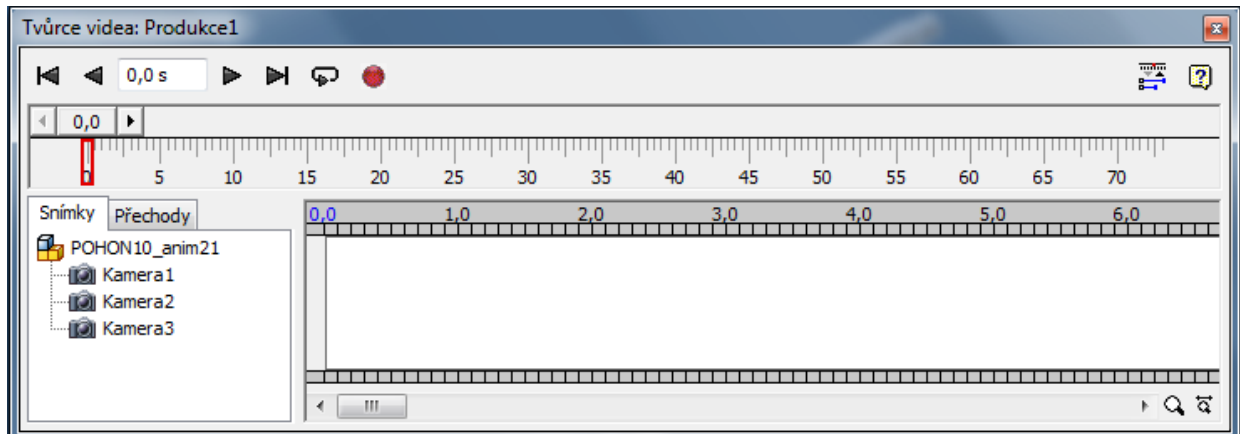 Tvůrce videa: Produkce1
0,0 s
?
0,0
0 5 10 15 20 25 30 35 40 45 50 55 60 65 70
Snímky Přechody
0,0 1,0 2,0 3,0 4,0 5,0 6,0
POHON10_anim21
Kamera1
Kamera2
Kamera3